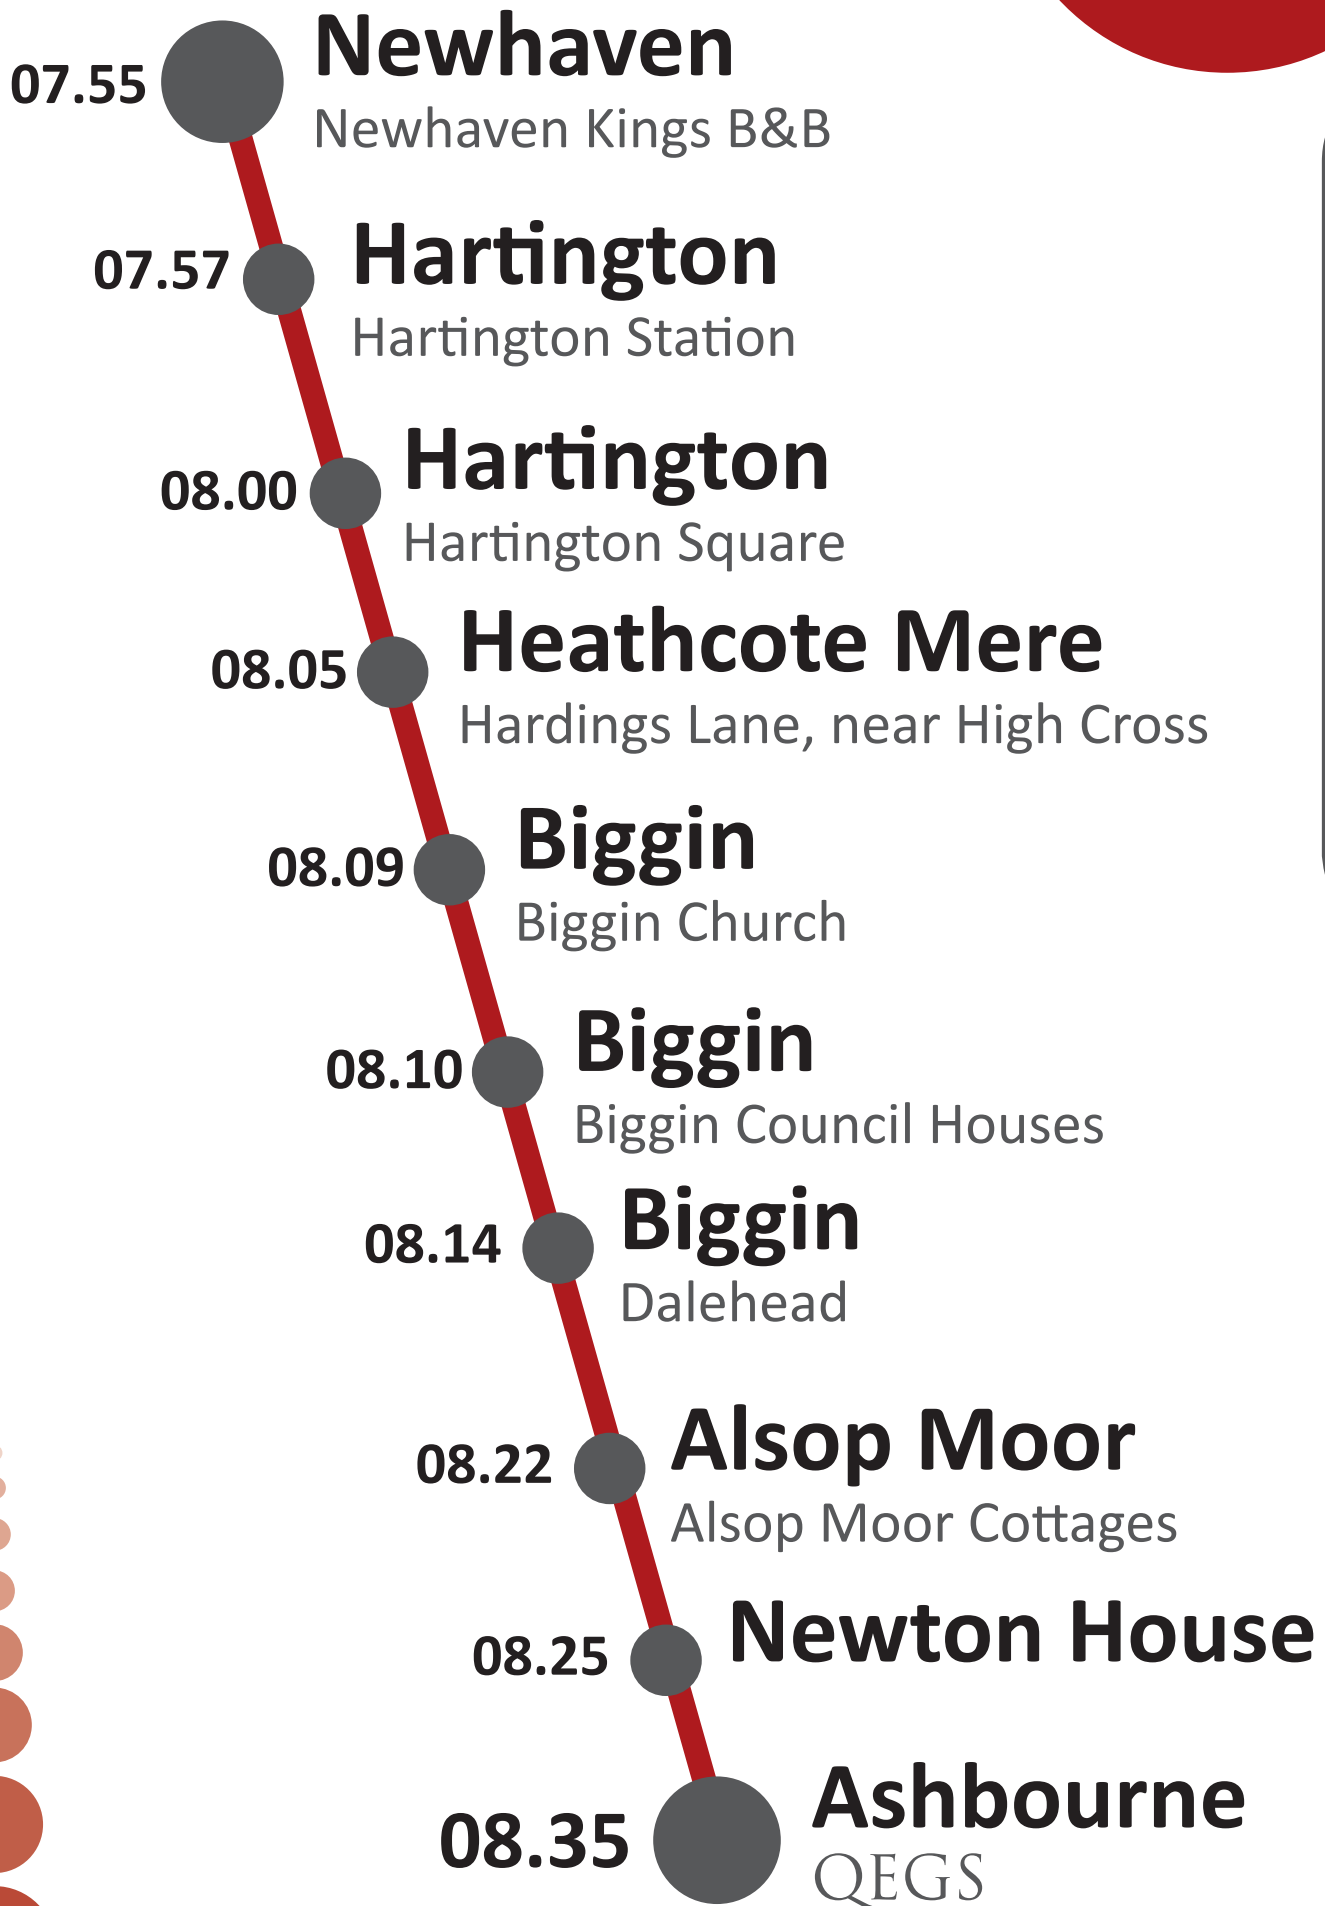 07.55
Newhaven
Newhaven Kings B&B
07.57
Hartington
Hartington Station
08.00
Hartington
Hartington Square
08.05
Heathcote Mere
Hardings Lane, near High Cross
08.09
Biggin
Biggin Church
08.10
Biggin
Biggin Council Houses
08.14
Biggin
Dalehead
08.22
Alsop Moor
Alsop Moor Cottages
08.25
Newton House
08.35
Ashbourne
QEGS